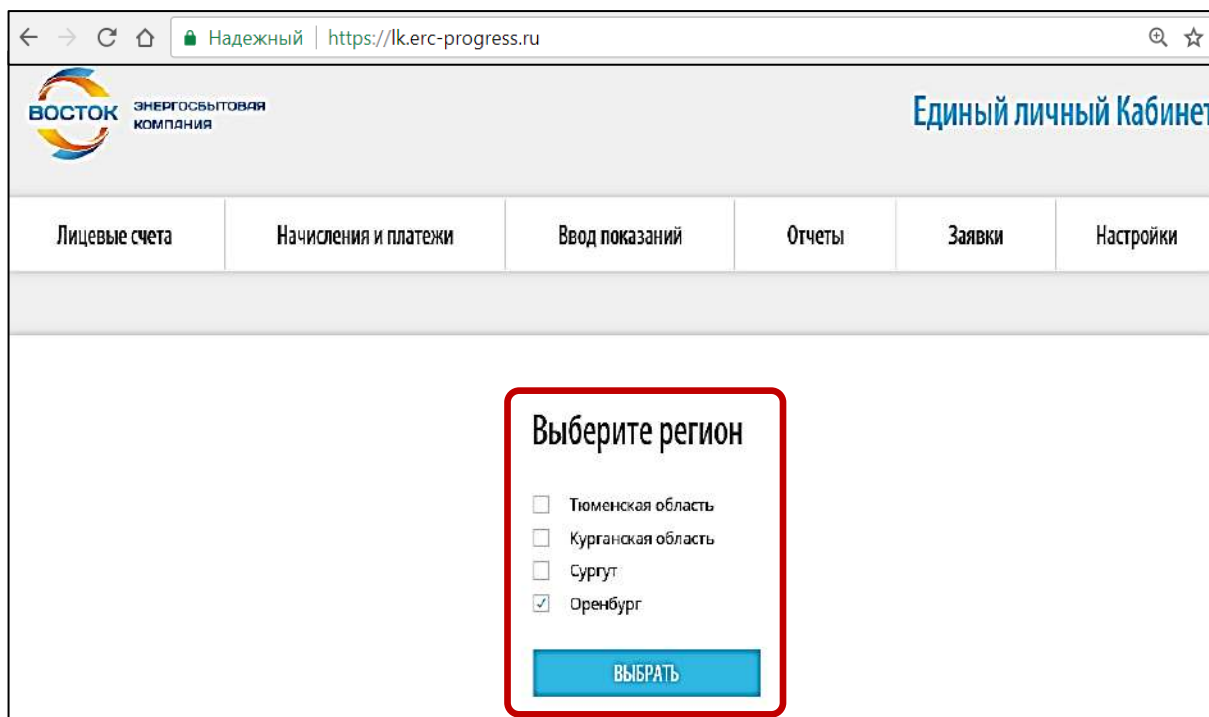 Надежный | https://lk.erc-progress.ru
ВОСТОК ЭНЕРГОСБЫТОВАЯ
КОМПАНИЯ
Единый личный Кабинет
Лицевые счета Начисления и платежи Ввод показаний Отчеты Заявки Настройки
Выберите регион
Тюменская область
Курганская область
Сургут
Оренбург
ВЫБРАТЬ